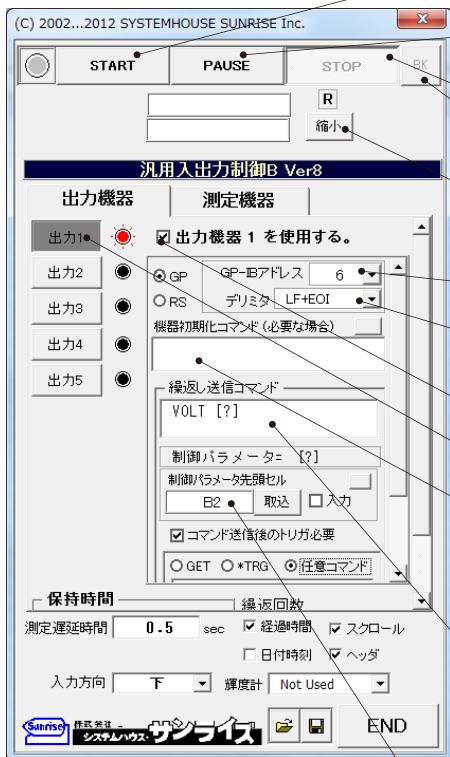 (C) 2002...2012 SYSTEMHOUSE SUNRISE Inc.
START PAUSE STOP BK
R
縮小
汎用入出力制御B Ver8
出力機器 測定機器
出力1 出力機器 1 を使用する。
出力2 GP GP-IBアドレス 6
出力3 RS デリミタ LF+EOI
機器初期化コマンド(必要な場合)
出力4
出力5
繰返し送信コマンド
VOLT [?]
制御パラメータ= [?]
制御パラメータ先頭セル
B2 取込 入力
コマンド送信後のトリガ必要
GET *TRG 任意コマンド
保持時間 繰返回数
測定遅延時間 0.5 sec 経過時間 スクロール
日付時刻 ヘッダ
入力方向 下 輝度計 Not Used
Sunrise 株式会社 システムハウス・サンライズ END